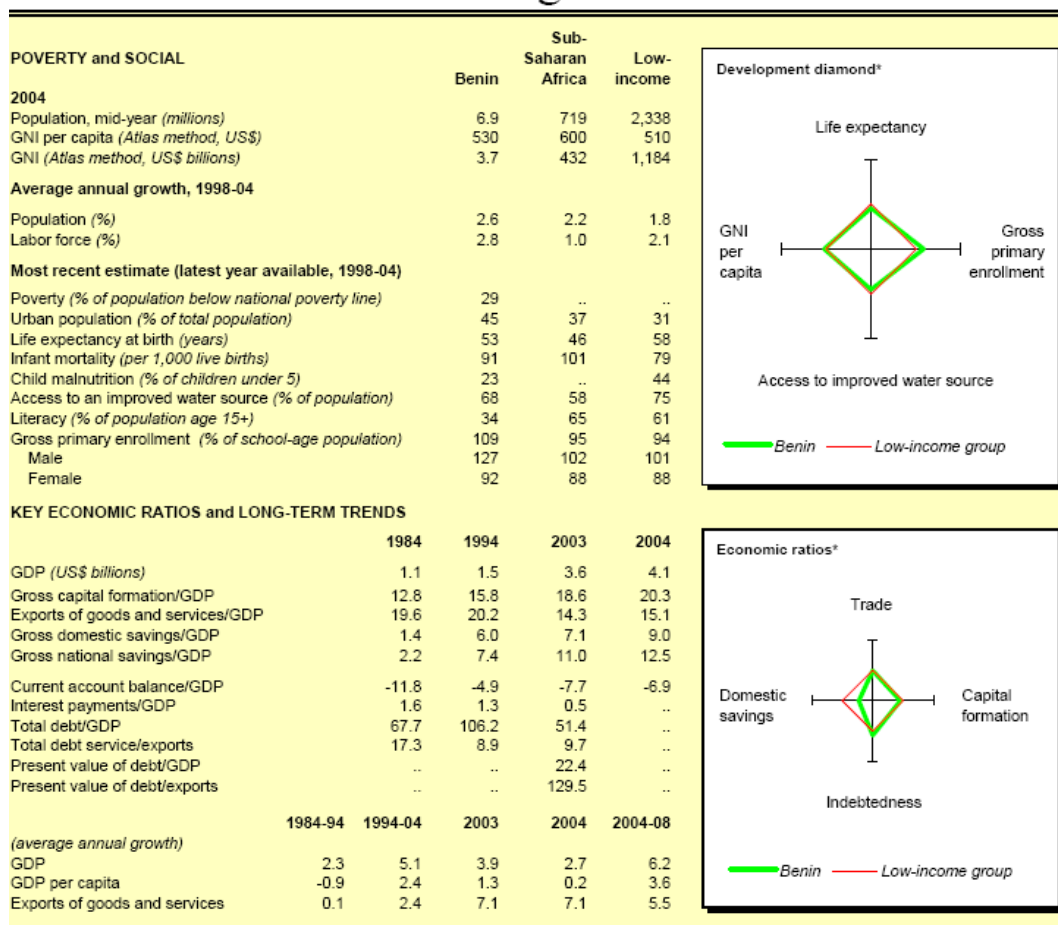 POVERTY and SOCIAL Benin Sub-Saharan Africa Low-income
2004
Population, mid-year (millions) 6.9 719 2,338
GNI per capita (Atlas method, US$) 530 600 510
GNI (Atlas method, US$ billions) 3.7 432 1,184
Average annual growth, 1998-04
Population (%) 2.6 2.2 1.8
Labor force (%) 2.8 1.0 2.1
Most recent estimate (latest year available, 1998-04)
Poverty (% of population below national poverty line) 29 .. ..
Urban population (% of total population) 45 37 31
Life expectancy at birth (years) 53 46 58
Infant mortality (per 1,000 live births) 91 101 79
Child malnutrition (% of children under 5) 23 .. 44
Access to an improved water source (% of population) 68 58 75
Literacy (% of population age 15+) 34 65 61
Gross primary enrollment (% of school-age population) 109 95 94
Male 127 102 101
Female 92 88 88
Development diamond*
Life expectancy
GNI per capita
Gross primary enrollment
Access to improved water source
Benin Low-income group
KEY ECONOMIC RATIOS and LONG-TERM TRENDS
1984 1994 2003 2004
GDP (US$ billions) 1.1 1.5 3.6 4.1
Gross capital formation/GDP 12.8 15.8 18.6 20.3
Exports of goods and services/GDP 19.6 20.2 14.3 15.1
Gross domestic savings/GDP 1.4 6.0 7.1 9.0
Gross national savings/GDP 2.2 7.4 11.0 12.5
Current account balance/GDP -11.8 -4.9 -7.7 -6.9
Interest payments/GDP 1.6 1.3 0.5 ..
Total debt/GDP 67.7 106.2 51.4 ..
Total debt service/exports 17.3 8.9 9.7 ..
Present value of debt/GDP .. .. 22.4 ..
Present value of debt/exports .. .. 129.5 ..
1984-94 1994-04 2003 2004 2004-08
(average annual growth)
GDP 2.3 5.1 3.9 2.7 6.2
GDP per capita -0.9 2.4 1.3 0.2 3.6
Exports of goods and services 0.1 2.4 7.1 7.1 5.5
Economic ratios*
Trade
Domestic savings
Capital formation
Indebtedness
Benin Low-income group